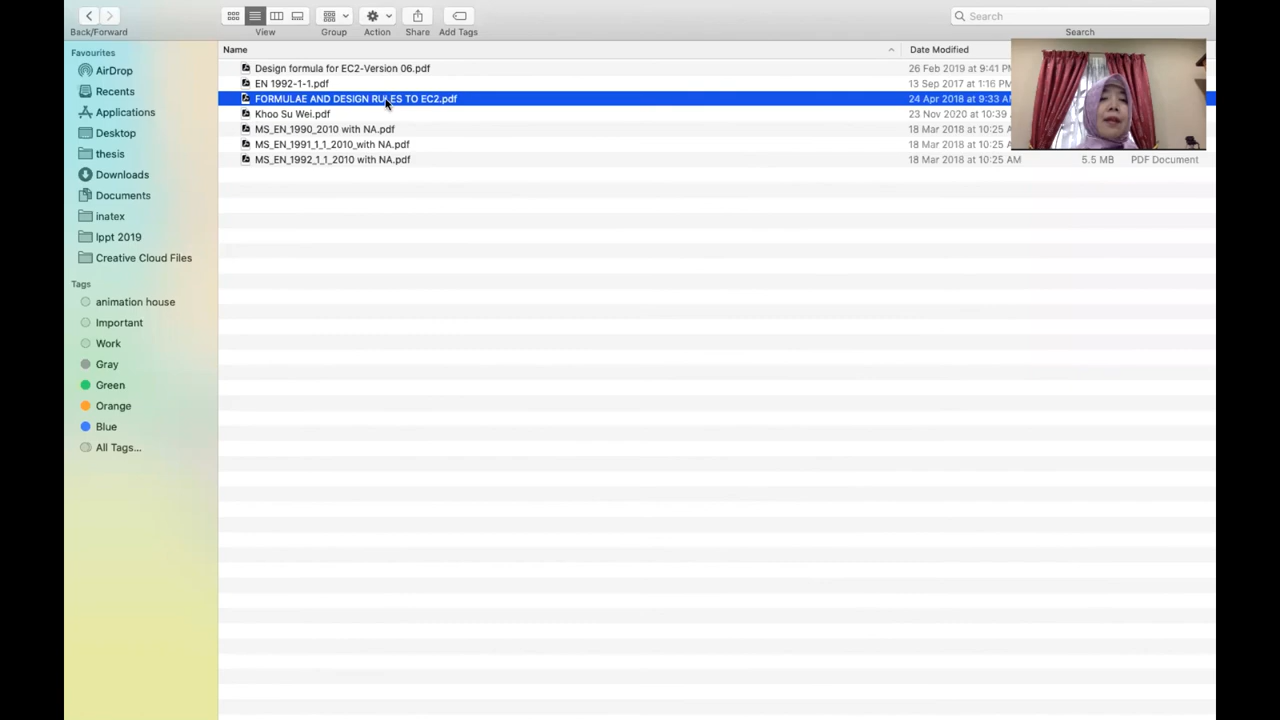 Search
Back/Forward
View
Group
Action
Share
Add Tags
Search
Favourites
AirDrop
Recents
Applications
Desktop
thesis
Downloads
Documents
inatex
lppt 2019
Creative Cloud Files
Tags
animation house
Important
Work
Gray
Green
Orange
Blue
All Tags...
Name
Date Modified
Design formula for EC2-Version 06.pdf
26 Feb 2019 at 9:41 PM
EN 1992-1-1.pdf
13 Sep 2017 at 1:16 PM
FORMULAE AND DESIGN RULES TO EC2.pdf
24 Apr 2018 at 9:33 AM
Khoo Su Wei.pdf
23 Nov 2020 at 10:39
MS_EN_1990_2010 with NA.pdf
18 Mar 2018 at 10:25 A
MS_EN_1991_1_1_2010_with NA.pdf
18 Mar 2018 at 10:25 A
MS_EN_1992_1_1_2010 with NA.pdf
18 Mar 2018 at 10:25 AM
5.5 MB
PDF Document